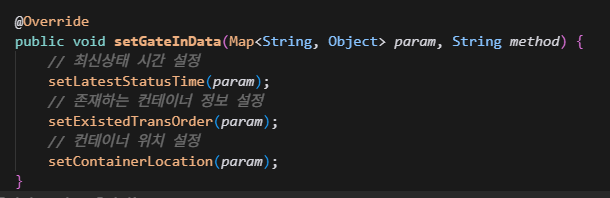 @Override
public void setGateInData(Map<String, Object> param, String method) {
// 최신상태 시간 설정
setLatestStatusTime(param);
// 존재하는 컨테이너 정보 설정
setExistedTransOrder(param);
// 컨테이너 위치 설정
setContainerLocation(param);
}